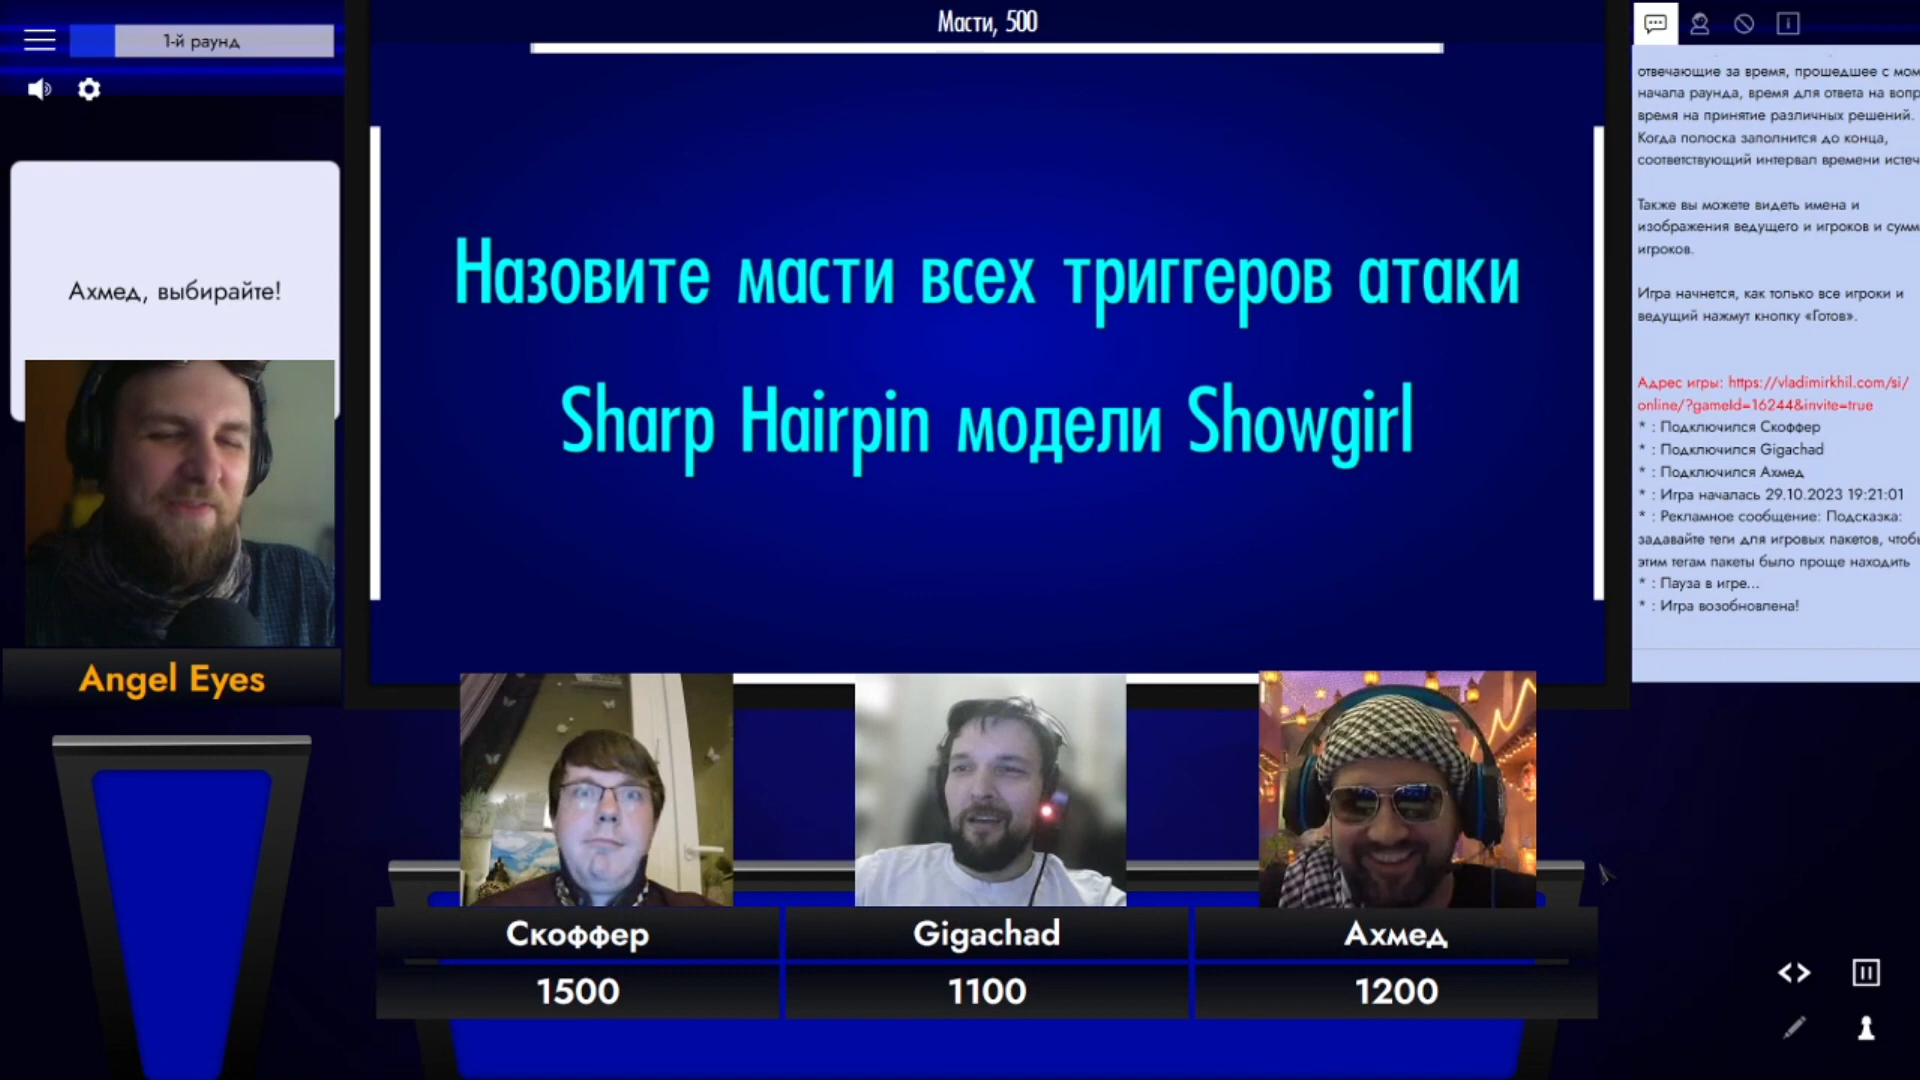 1-й раунд
Масти, 500
Ахмед, выбирайте!
Назовите масти всех триггеров атаки
Sharp Hairpin модели Showgirl
Angel Eyes
Скоффер
Gigachad
Ахмед
1500
1100
1200
отвечающие за время, прошедшее с мом
начала раунда, время для ответа на вопр
время на принятие различных решений.
Когда полоска заполнится до конца,
соответствующий интервал времени истеч
Также вы можете видеть имена и
изображения ведущего и игроков и сумм
игроков.
Игра начнется, как только все игроки и
ведущий нажмут кнопку «Готов».
Адрес игры: https://vladimirkhil.com/si/
online/?gameId=16244&invite=true
* : Подключился Скоффер
* : Подключился Gigachad
* : Подключился Ахмед
* : Игра началась 29.10.2023 19:21:01
* : Рекламное сообщение: Подсказка:
задавайте теги для игровых пакетов, чтобы
этим тегам пакеты было проще находить
* : Пауза в игре...
* : Игра возобновлена!